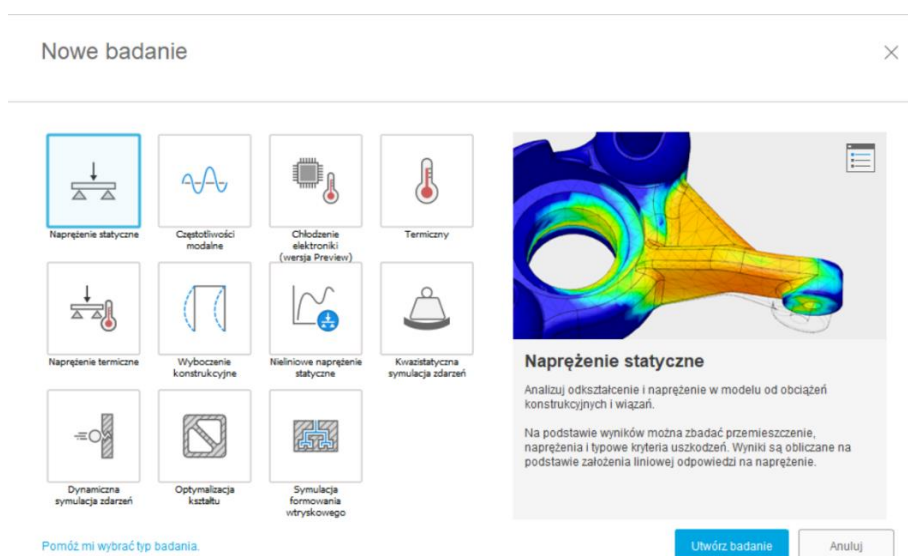 Nowe badanie
Naprężenie statyczne
Częstotliwości
modalne
Chłodzenie
elektroniki
(wersja Preview)
Termiczny
Naprężenie termiczne
Wyboczenie
konstrukcyjne
Nieliniowe naprężenie
statyczne
Kwazistatyczna
symulacja zdarzeń
Dynamiczna
symulacja zdarzeń
Optymalizacja
kształtu
Symulacja
formowania
wtryskowego
Naprężenie statyczne
Analizuj odkształcenie i naprężenie w modelu od obciążeń
konstrukcyjnych i wiązań.
Na podstawie wyników można zbadać przemieszczenie,
naprężenia i typowe kryteria uszkodzeń. Wyniki są obliczane na
podstawie założenia liniowej odpowiedzi na naprężenie.
Pomóż mi wybrać typ badania.
Utwórz badanie
Anuluj